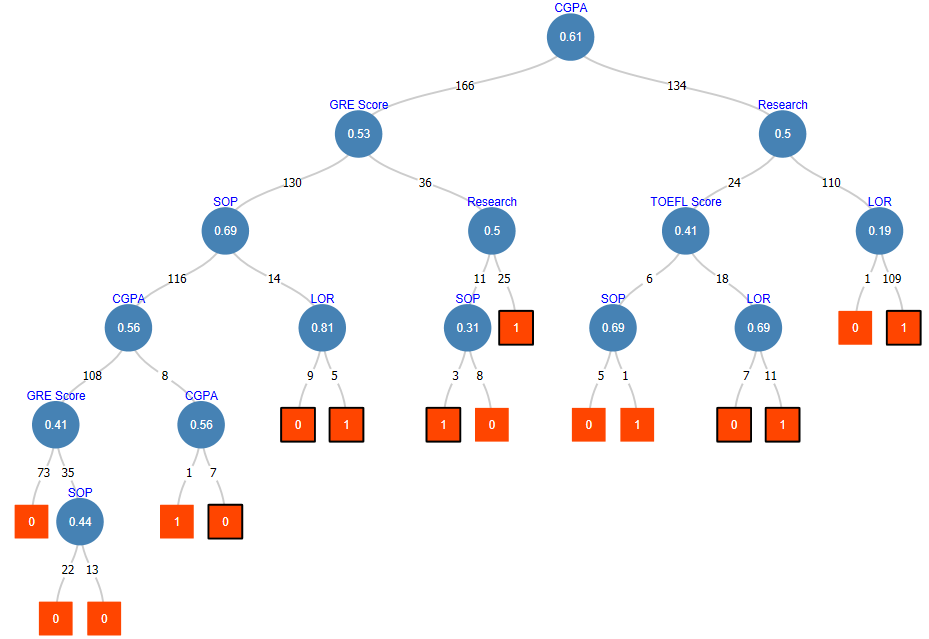 CGPA
0.61
166 134
GRE Score Research
0.53 0.5
130 36 24 110
SOP Research TOEFL Score LOR
0.69 0.5 0.41 0.19
116 14 11 25 6 18 1 109
CGPA LOR SOP SOP LOR
0.56 0.81 0.31 1 0.69 0.69 0 1
108 8 9 5 3 8 5 1 7 11
GRE Score CGPA
0.41 0.56 0 1 1 0 0 1 0 1
73 35 1 7
SOP
0 0.44 1 0
22 13
0 0